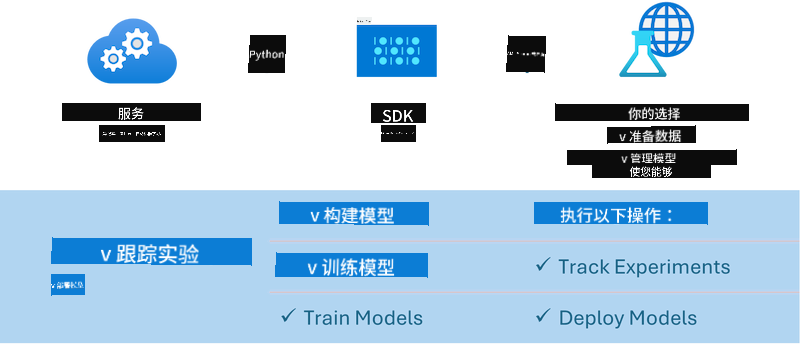 Python
服务
SDK
你的选择
v 准备数据
v 管理模型
使您能够
v 构建模型
执行以下操作：
v 跟踪实验
v 训练模型
✓ Track Experiments
v 部署模型
✓ Train Models
✓ Deploy Models